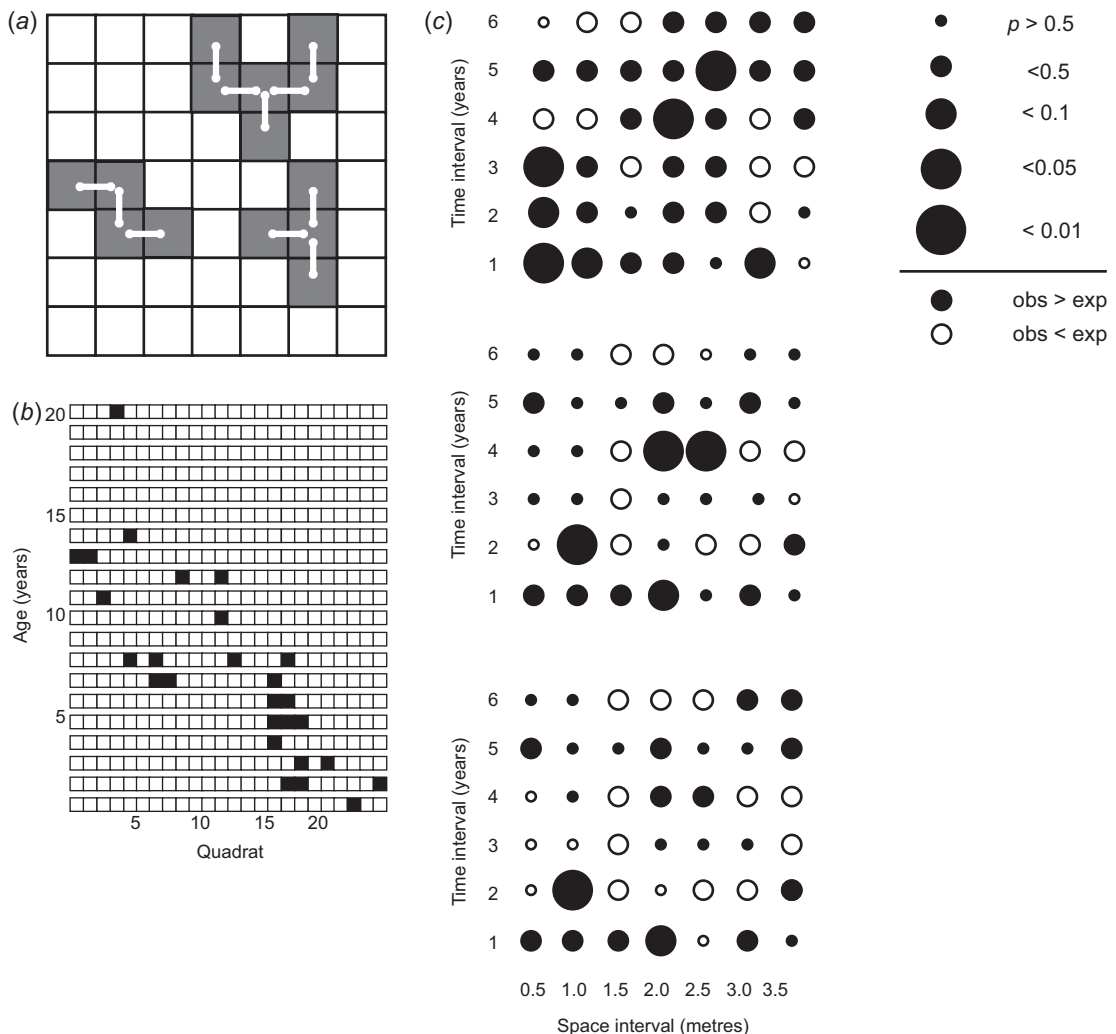 (a)
(b)
20
15
10
5
Age (years)
5 10 15 20
Quadrat
(c)
6
5
4
3
2
1
Time interval (years)
6
5
4
3
2
1
Time interval (years)
6
5
4
3
2
1
Time interval (years)
0.5 1.0 1.5 2.0 2.5 3.0 3.5
Space interval (metres)
p > 0.5
<0.5
< 0.1
<0.05
< 0.01
obs > exp
obs < exp